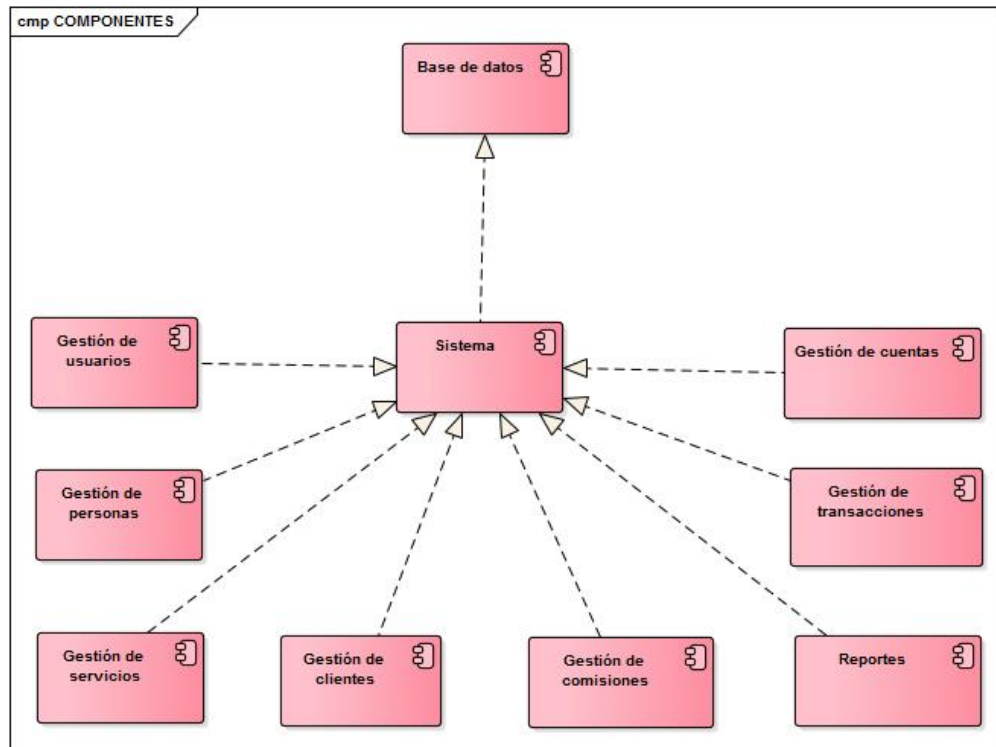 cmp COMPONENTES
Base de datos
Gestión de
usuarios
Sistema
Gestión de cuentas
Gestión de
personas
Gestión de
transacciones
Gestión de
servicios
Gestión de
clientes
Gestión de
comisiones
Reportes